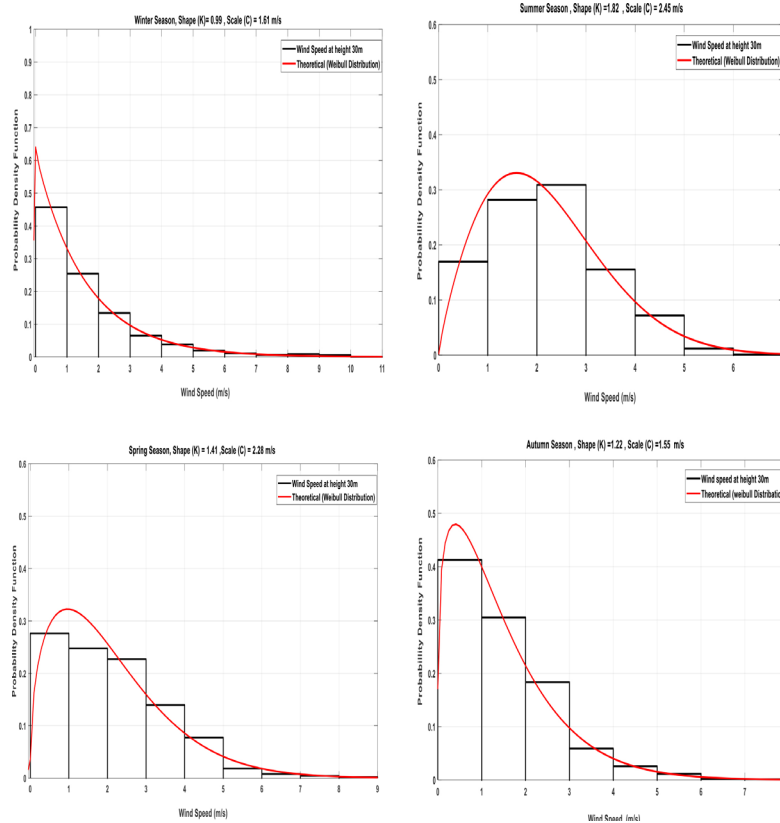 Winter Season, Shape (K)= 0.99 , Scale (C) = 1.61 m/s
Wind Speed at height 30m
Theoretical (Weibull Distribution)
Probability Density Function
1
0.9
0.8
0.7
0.6
0.5
0.4
0.3
0.2
0.1
0
0 1 2 3 4 5 6 7 8 9 10 11
Wind Speed (m/s)
Summer Season, Shape (K) =1.82 , Scale (C) = 2.45 m/s
Wind Speed at height 30m
Theoretical (Weibull Distribution)
Probability Density Function
0.6
0.5
0.4
0.3
0.2
0.1
0
0 1 2 3 4 5 6
Wind Speed (m/s)
Spring Season, Shape (K) = 1.41 ,Scale (C) = 2.28 m/s
Wind Speed at height 30m
Theoretical (Weibull Distribution)
Probability Density Function
0.6
0.5
0.4
0.3
0.2
0.1
0
0 1 2 3 4 5 6 7 8 9
Wind Speed (m/s)
Autumn Season , Shape (K) =1.22 , Scale (C) =1.55 m/s
Wind speed at height 30m
Theoretical (weibull Distributio
Probability Density Function
0.6
0.5
0.4
0.3
0.2
0.1
0
0 1 2 3 4 5 6 7
Wind Speed (m/s)